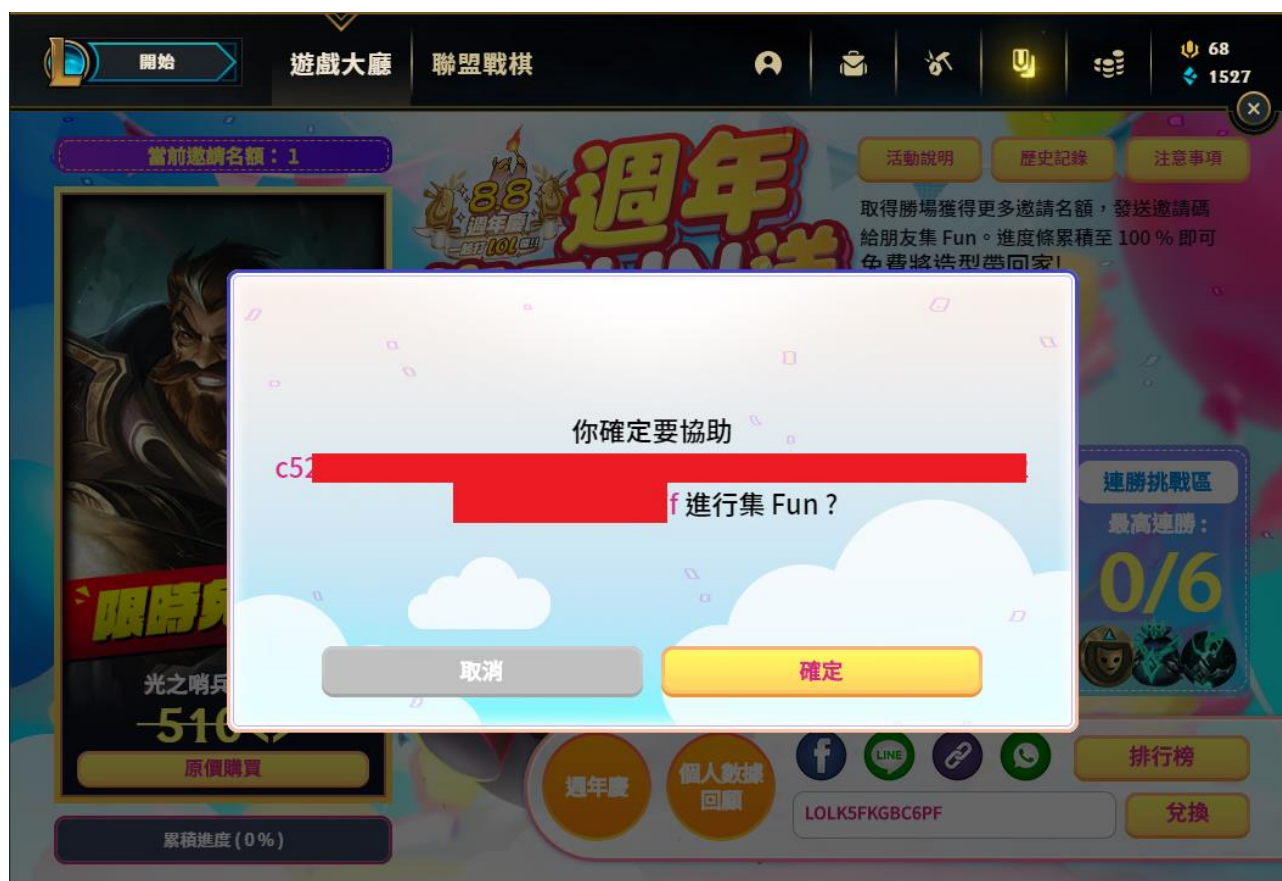 開始
遊戲大廳
聯盟戰棋
68
1527
當前邀請名額：1
8.8
週年慶
週年
活動說明
歷史記錄
注意事項
取得勝場獲得更多邀請名額，發送邀請碼
給朋友集 Fun。進度條累積至 100 % 即可
免費將造型帶回家!
你確定要協助
c52
f 進行集 Fun ?
取消
確定
連勝挑戰區
最高連勝：
0/6
限時免
光之哨兵
510
原價購買
累積進度 ( 0 % )
週年慶
個人數據
回顧
LINE
排行榜
LOLK5FKGBC6PF
兌換